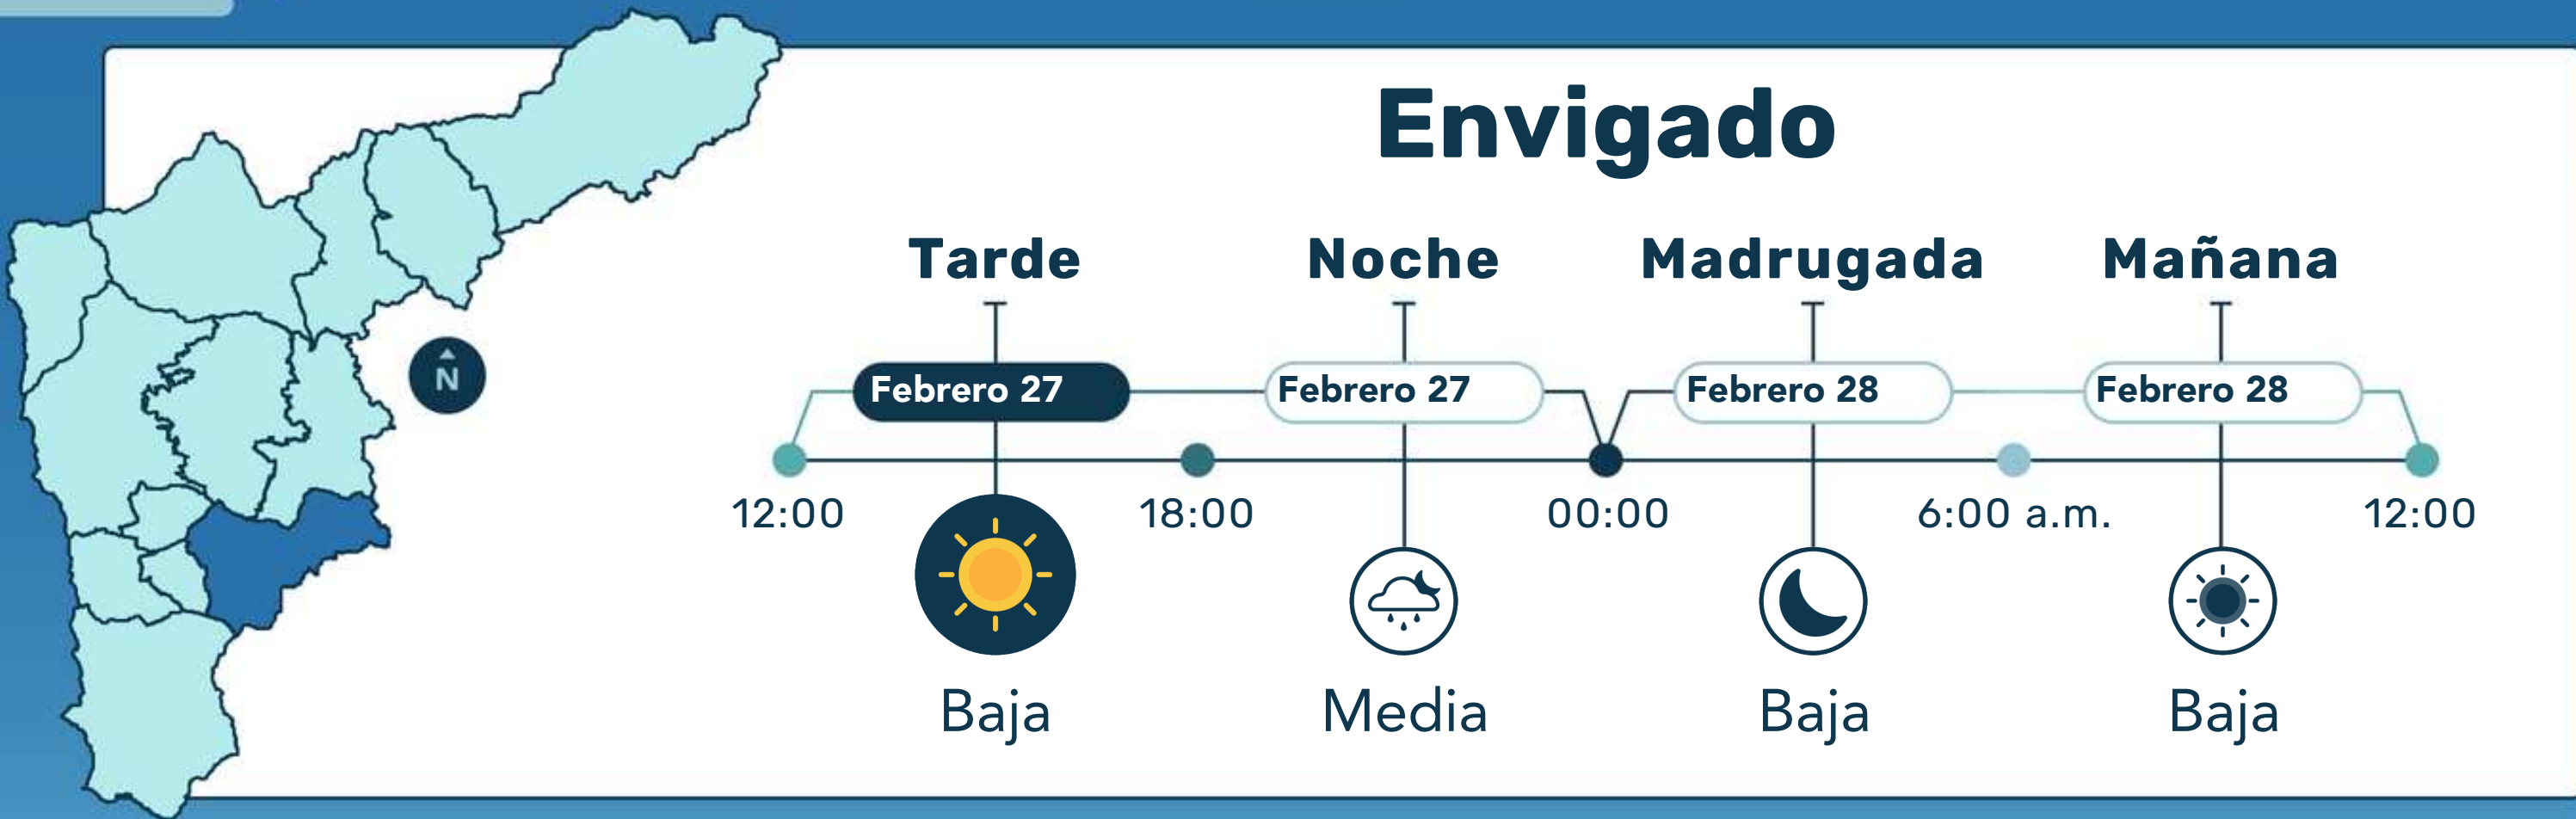 Envigado
Tarde Noche Madrugada Mañana
N
Febrero 27 Febrero 27 Febrero 28 Febrero 28
12:00 18:00 00:00 6:00 a.m. 12:00
Baja Media Baja Baja